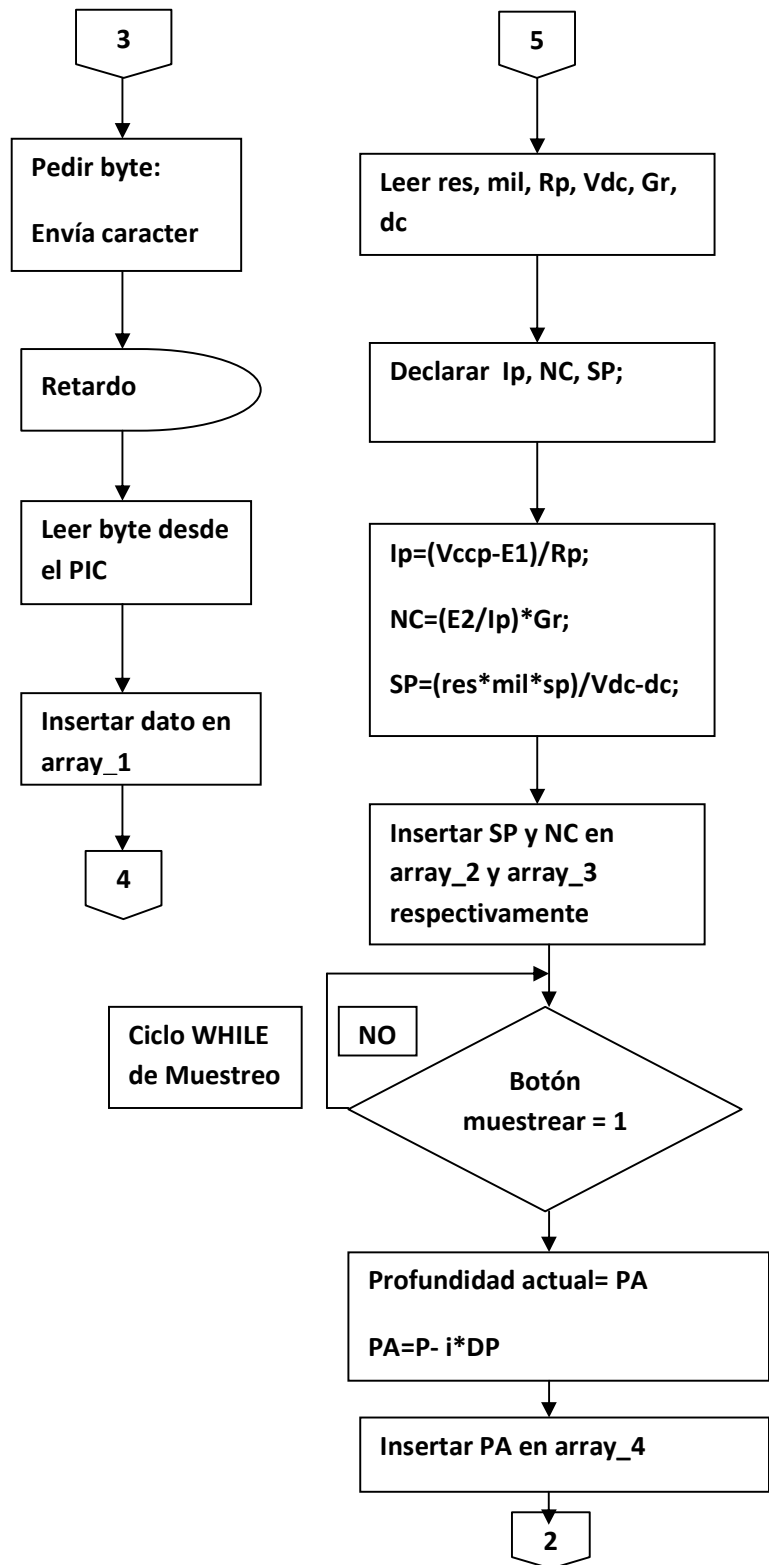 3
Pedir byte:
Envía caracter
Retardo
Leer byte desde
el PIC
Insertar dato en
array_1
4
5
Leer res, mil, Rp, Vdc, Gr,
dc
Declarar Ip, NC, SP;
Ip=(Vccp-E1)/Rp;
NC=(E2/Ip)*Gr;
SP=(res*mil*sp)/Vdc-dc;
Insertar SP y NC en
array_2 y array_3
respectivamente
Ciclo WHILE
de Muestreo
NO
Botón
muestrear = 1
Profundidad actual= PA
PA=P- i*DP
Insertar PA en array_4
2